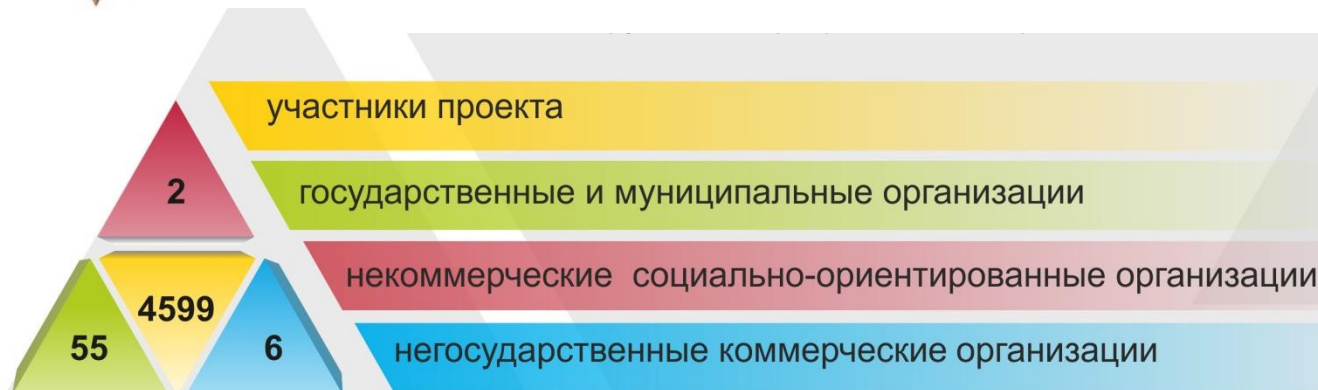 участники проекта
2
государственные и муниципальные организации
некоммерческие социально-ориентированные организации
4599
55
6
негосударственные коммерческие организации